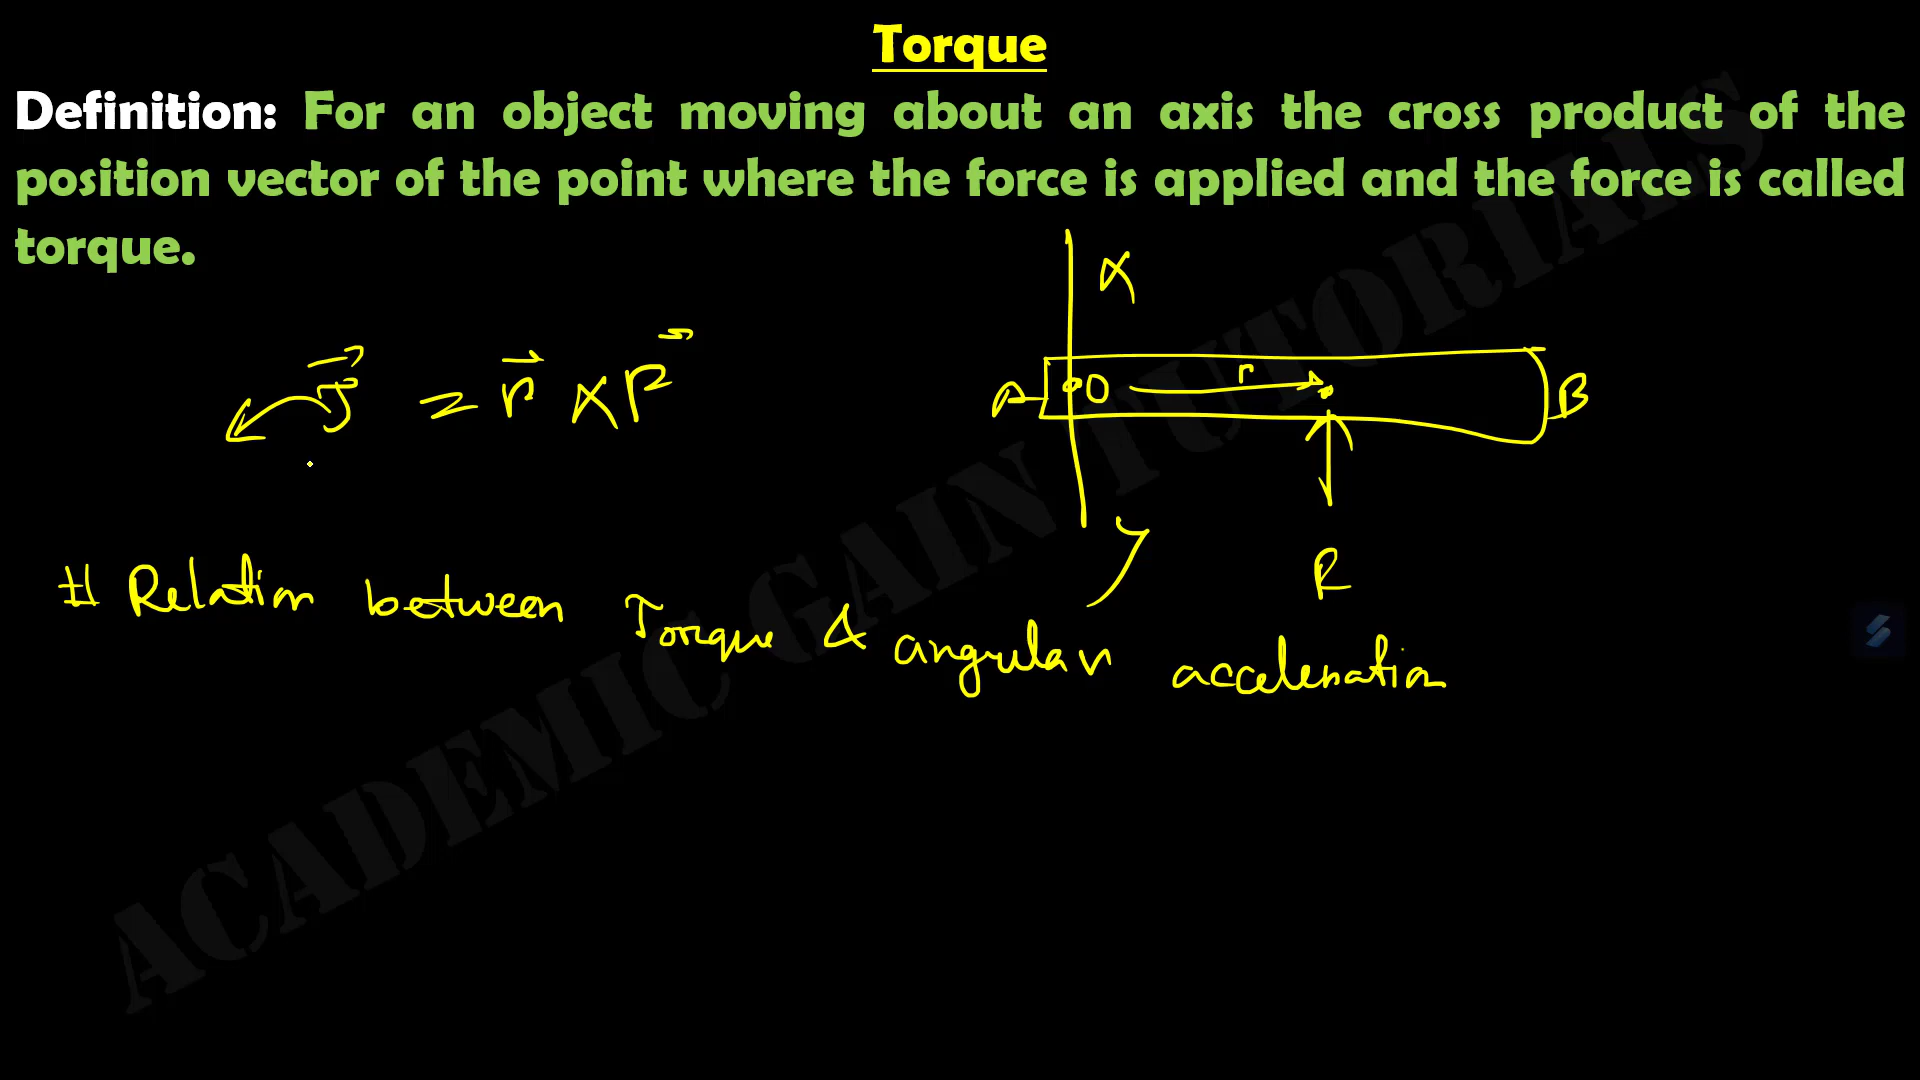 Torque
Definition: For an object moving about an axis the cross product of the
position vector of the point where the force is applied and the force is called
torque.
α
τ = r × F
A O r B
F
# Relation between Torque & angular acceleration
ACADEMIC GAIN TUTORIALS